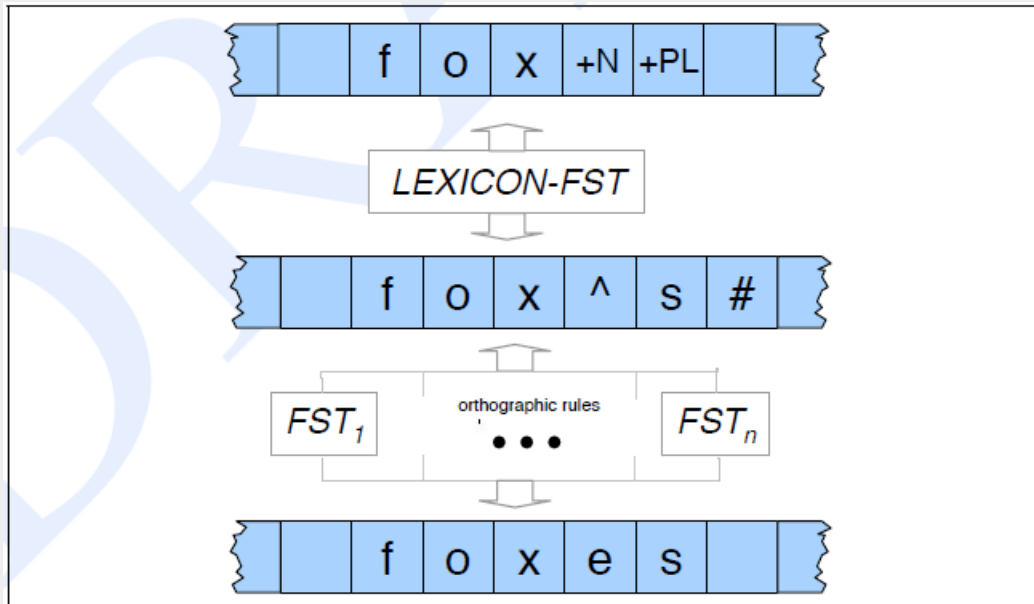 f o x +N +PL
LEXICON-FST
f o x ^ s #
orthographic rules
FST1 • • • FSTn
f o x e s